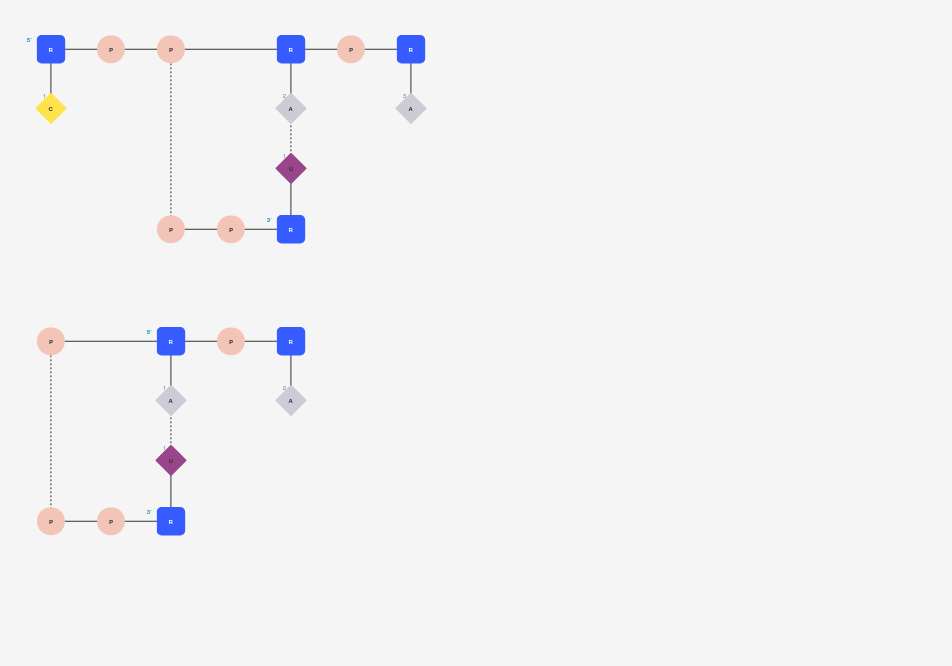 5'
R P P R P R
1 2 3
C A A
1
U
3'
P P R
5'
P R P R
1 2
A A
1
U
3'
P P R